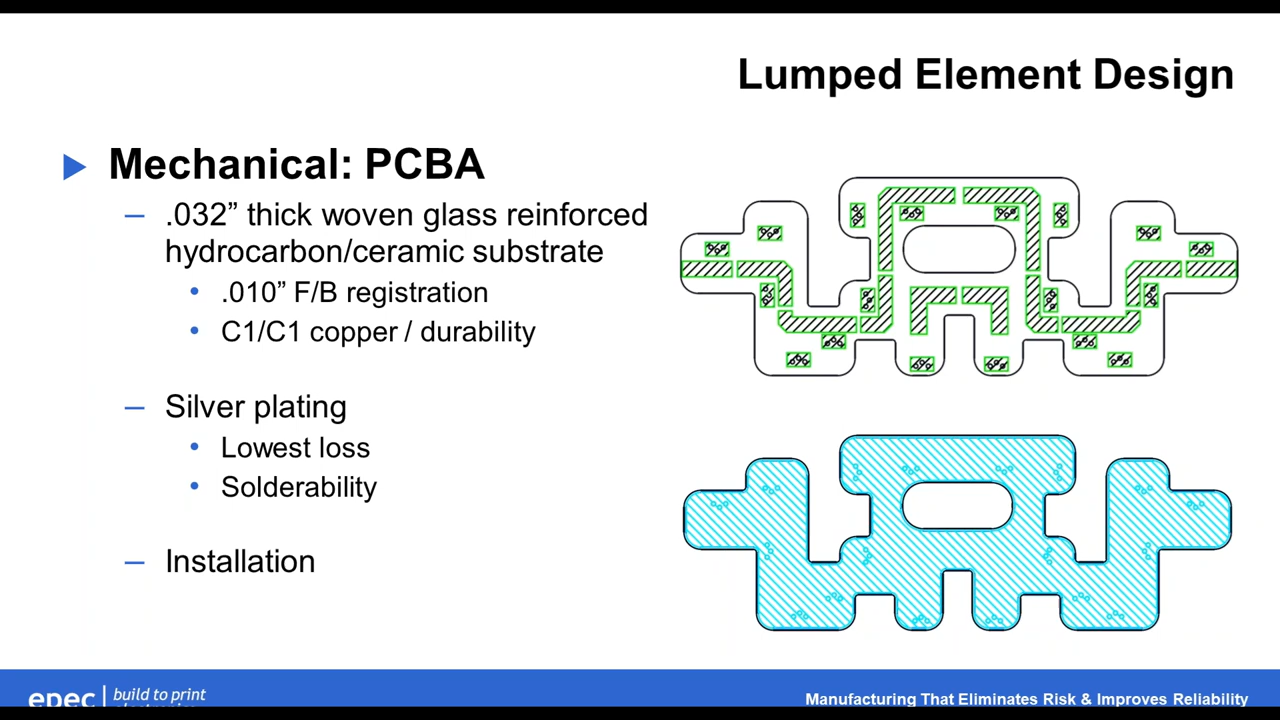 Lumped Element Design
Mechanical: PCBA
– .032” thick woven glass reinforced
hydrocarbon/ceramic substrate
• .010” F/B registration
• C1/C1 copper / durability
– Silver plating
• Lowest loss
• Solderability
– Installation
epec
build to print
Manufacturing That Eliminates Risk & Improves Reliability